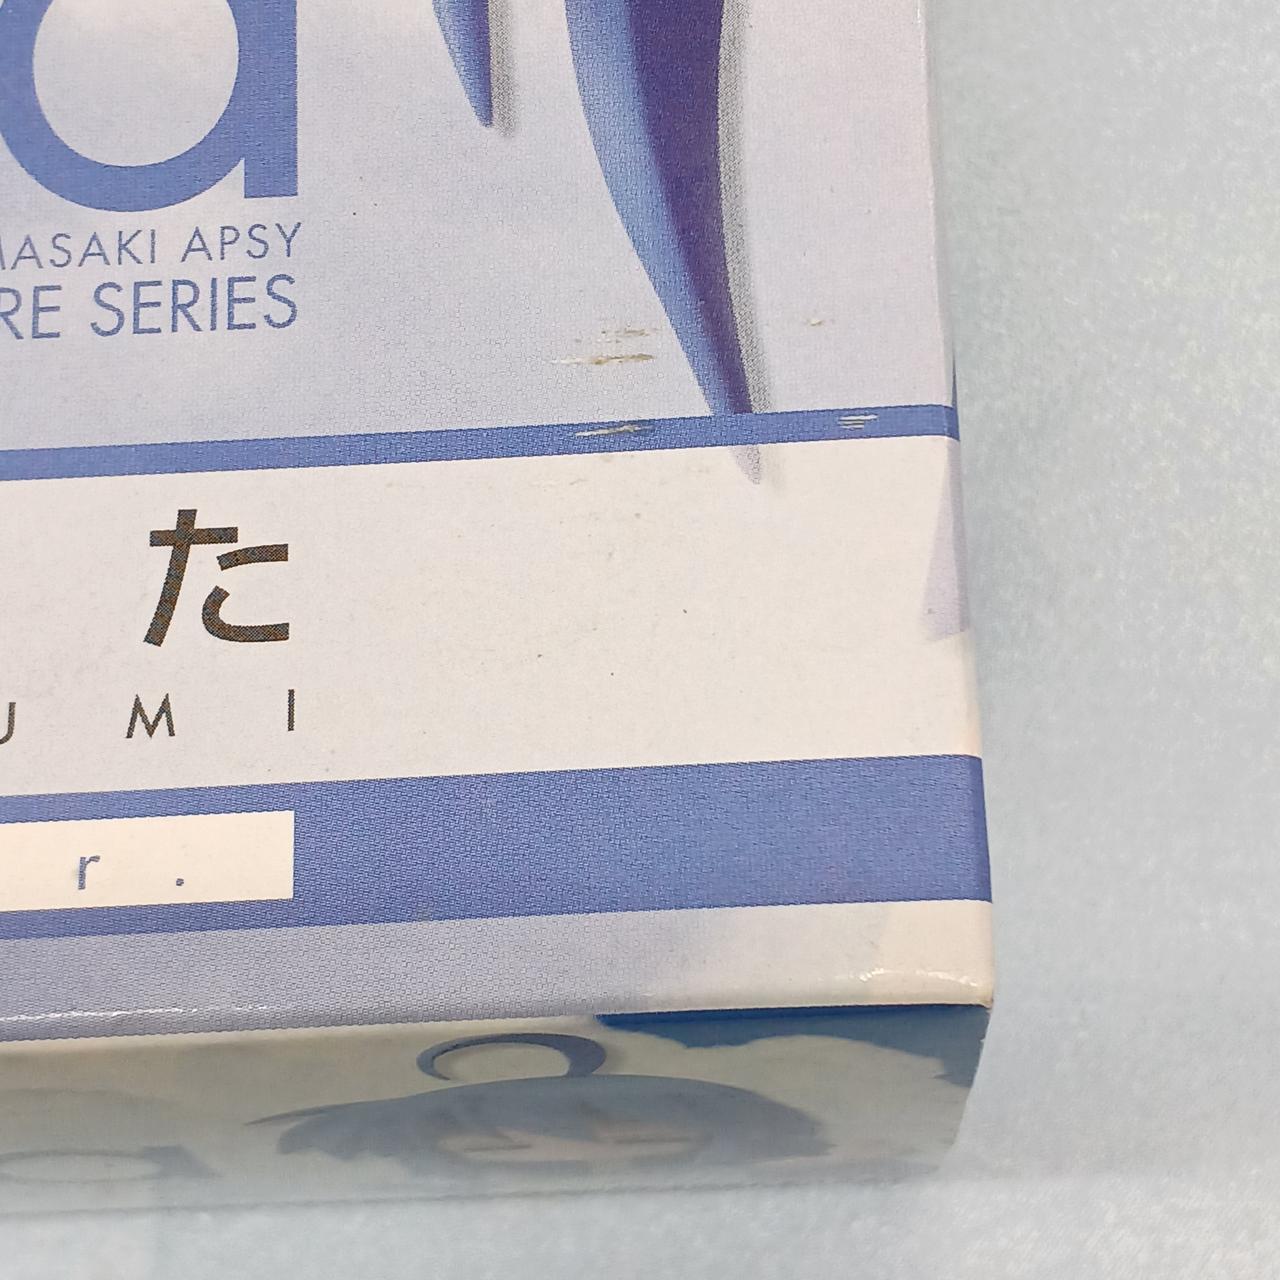 a
MASAKI APSY
RE SERIES
た
U M I
r .